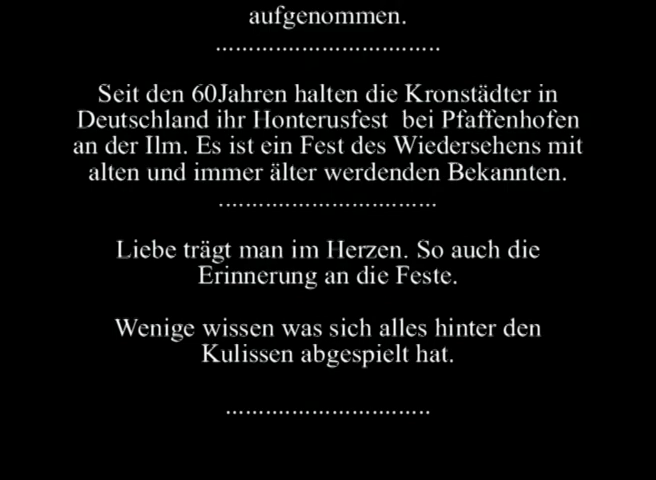 aufgenommen.
..................................
Seit den 60Jahren halten die Kronstädter in
Deutschland ihr Honterusfest  bei Pfaffenhofen
an der Ilm. Es ist ein Fest des Wiedersehens mit
alten und immer älter werdenden Bekannten.
.................................
Liebe trägt man im Herzen. So auch die
Erinnerung an die Feste.
Wenige wissen was sich alles hinter den
Kulissen abgespielt hat.
...............................